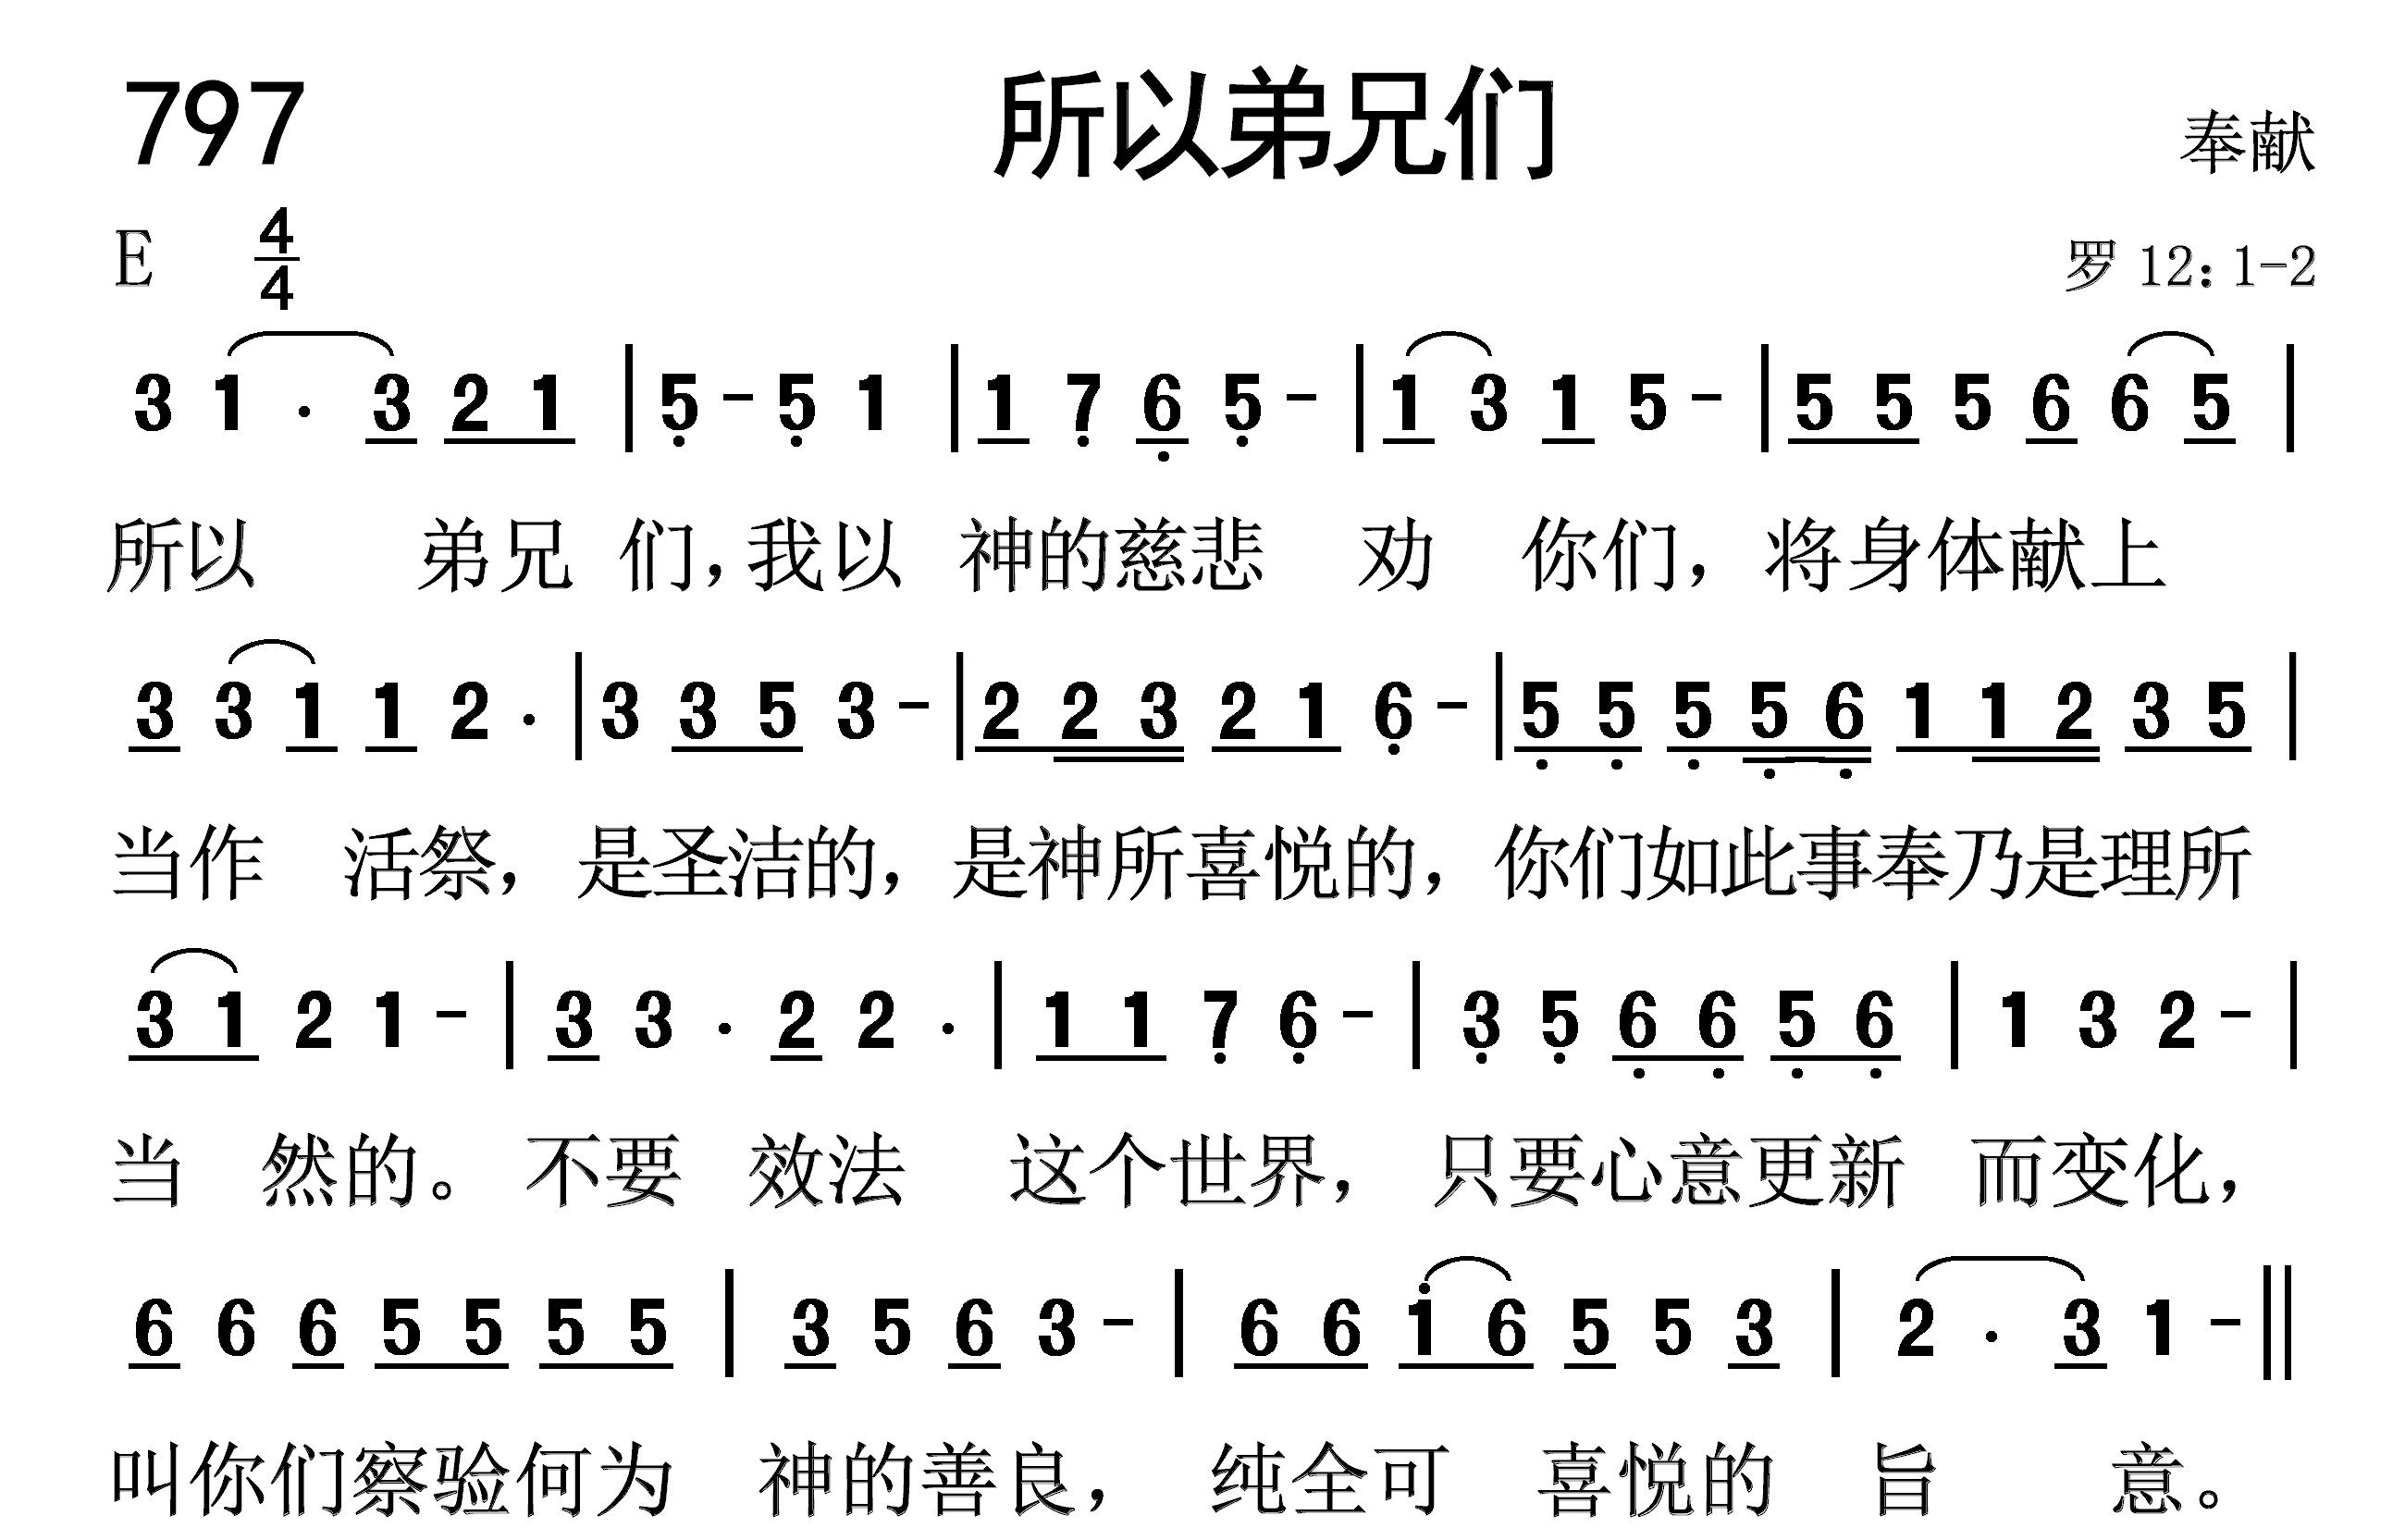 797 所以弟兄们 奉献
E 4/4 罗 12：1-2
3 1 . 3 2 1 | 5 - 5 1 | 1 7 6 5 - | 1 3 1 5 - | 5 5 5 6 6 5 |
所以 弟兄 们，我以 神的慈悲 劝 你们，将身体献上
3 3 1 1 2 . | 3 3 5 3 - | 2 2 3 2 1 6 - | 5 5 5 5 6 1 1 2 3 5 |
当作 活祭，是圣洁的，是神所喜悦的，你们如此事奉乃是理所
3 1 2 1 - | 3 3 . 2 2 . | 1 1 7 6 - | 3 5 6 6 5 6 | 1 3 2 - |
当 然的。不要 效法 这个世界，只要心意更新 而变化，
6 6 6 5 5 5 5 | 3 5 6 3 - | 6 6 i 6 5 5 3 | 2 . 3 1 - ‖
叫你们察验何为 神的善良，纯全可 喜悦的 旨 意。